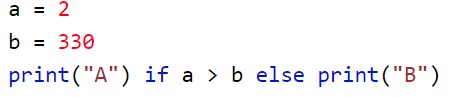 a = 2
b = 330
print("A") if a > b else print("B")